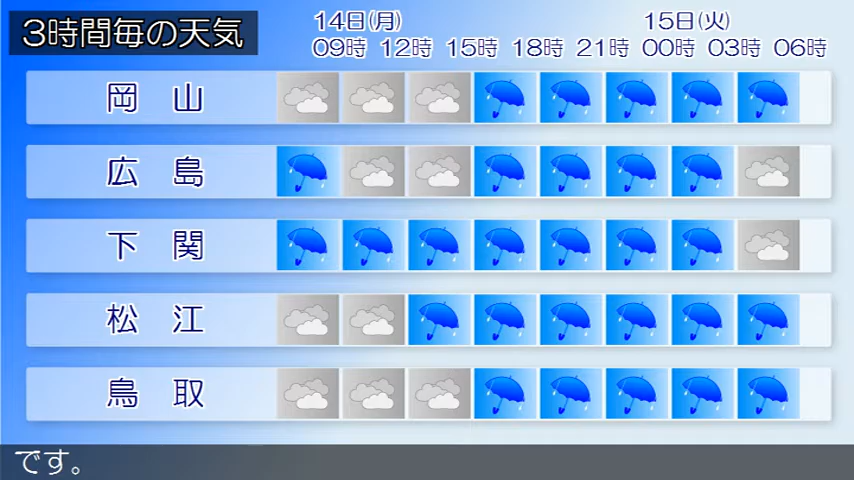 3時間毎の天気
14日(月) 15日(火)
09時 12時 15時 18時 21時 00時 03時 06時
岡山
広島
下関
松江
鳥取
です。